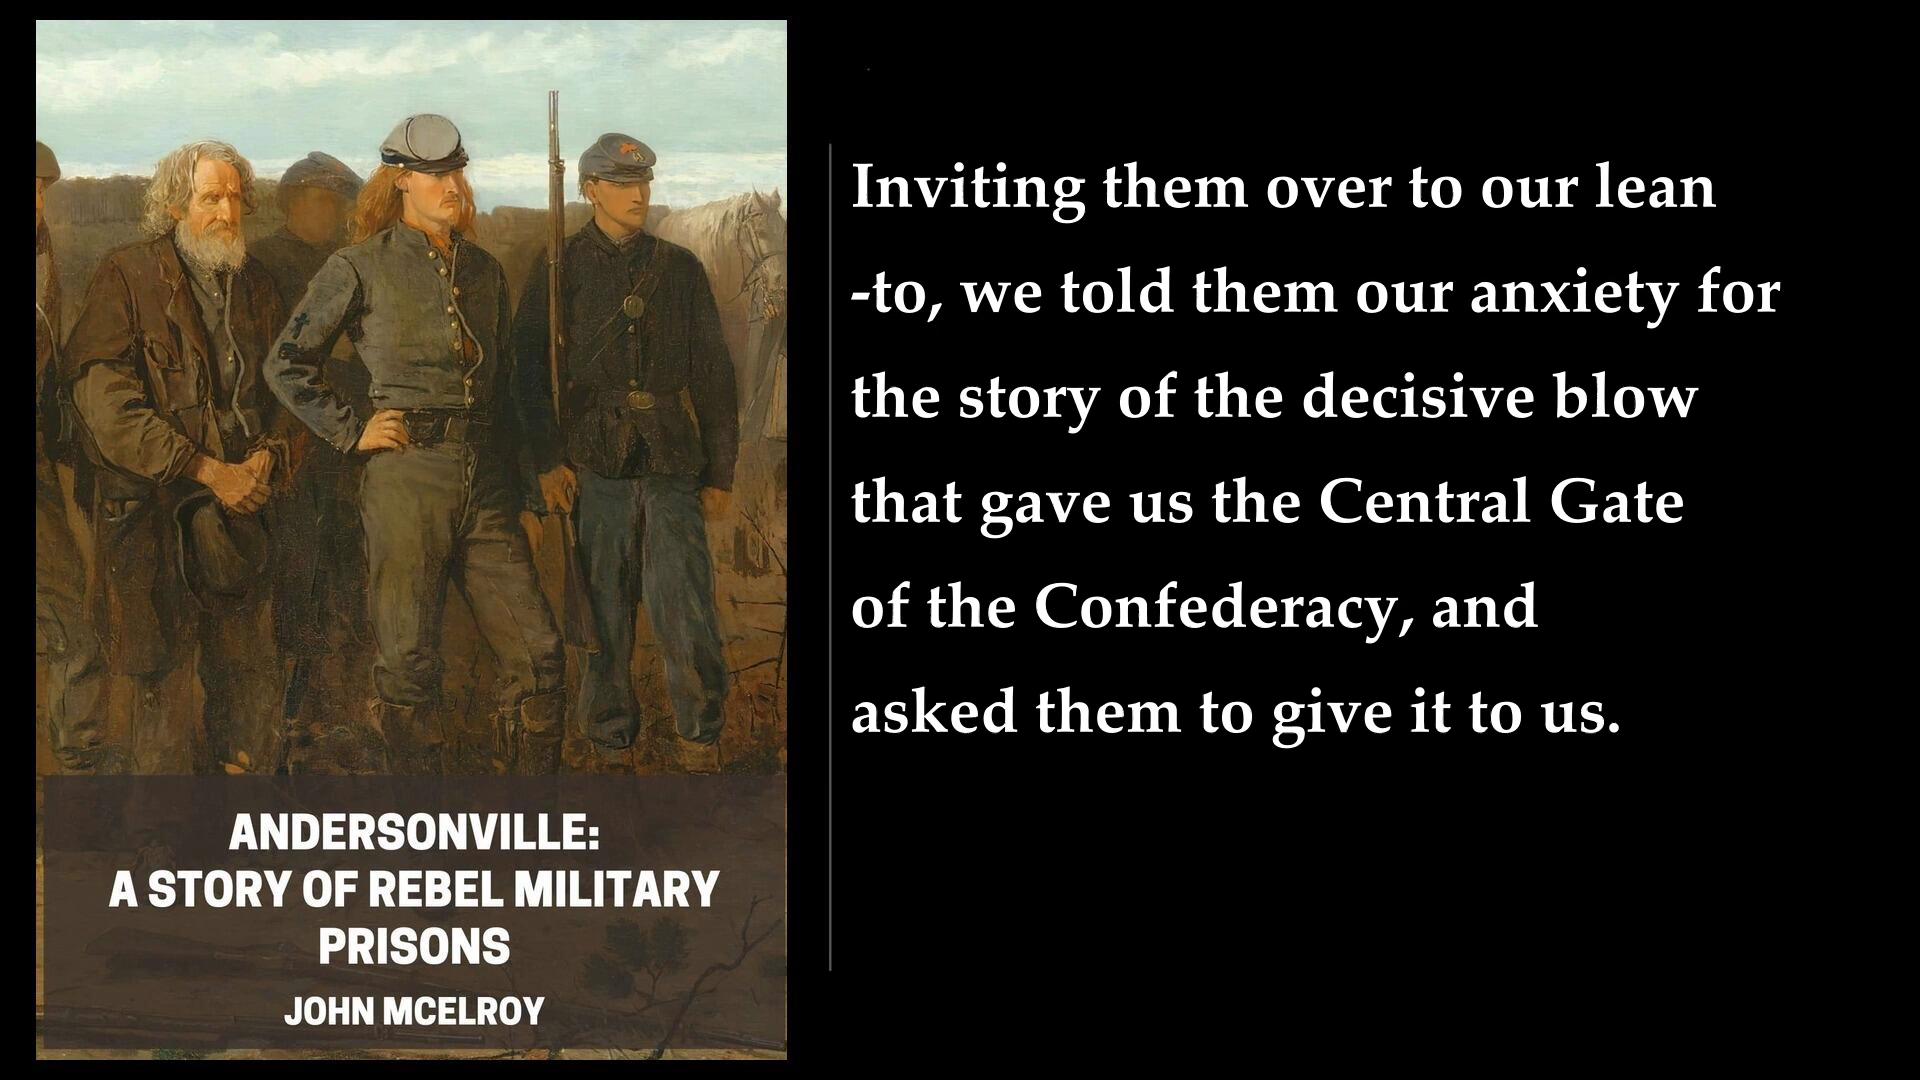 Inviting them over to our lean
-to, we told them our anxiety for
the story of the decisive blow
that gave us the Central Gate
of the Confederacy, and
asked them to give it to us.
ANDERSONVILLE:
A STORY OF REBEL MILITARY
PRISONS
JOHN MCELROY